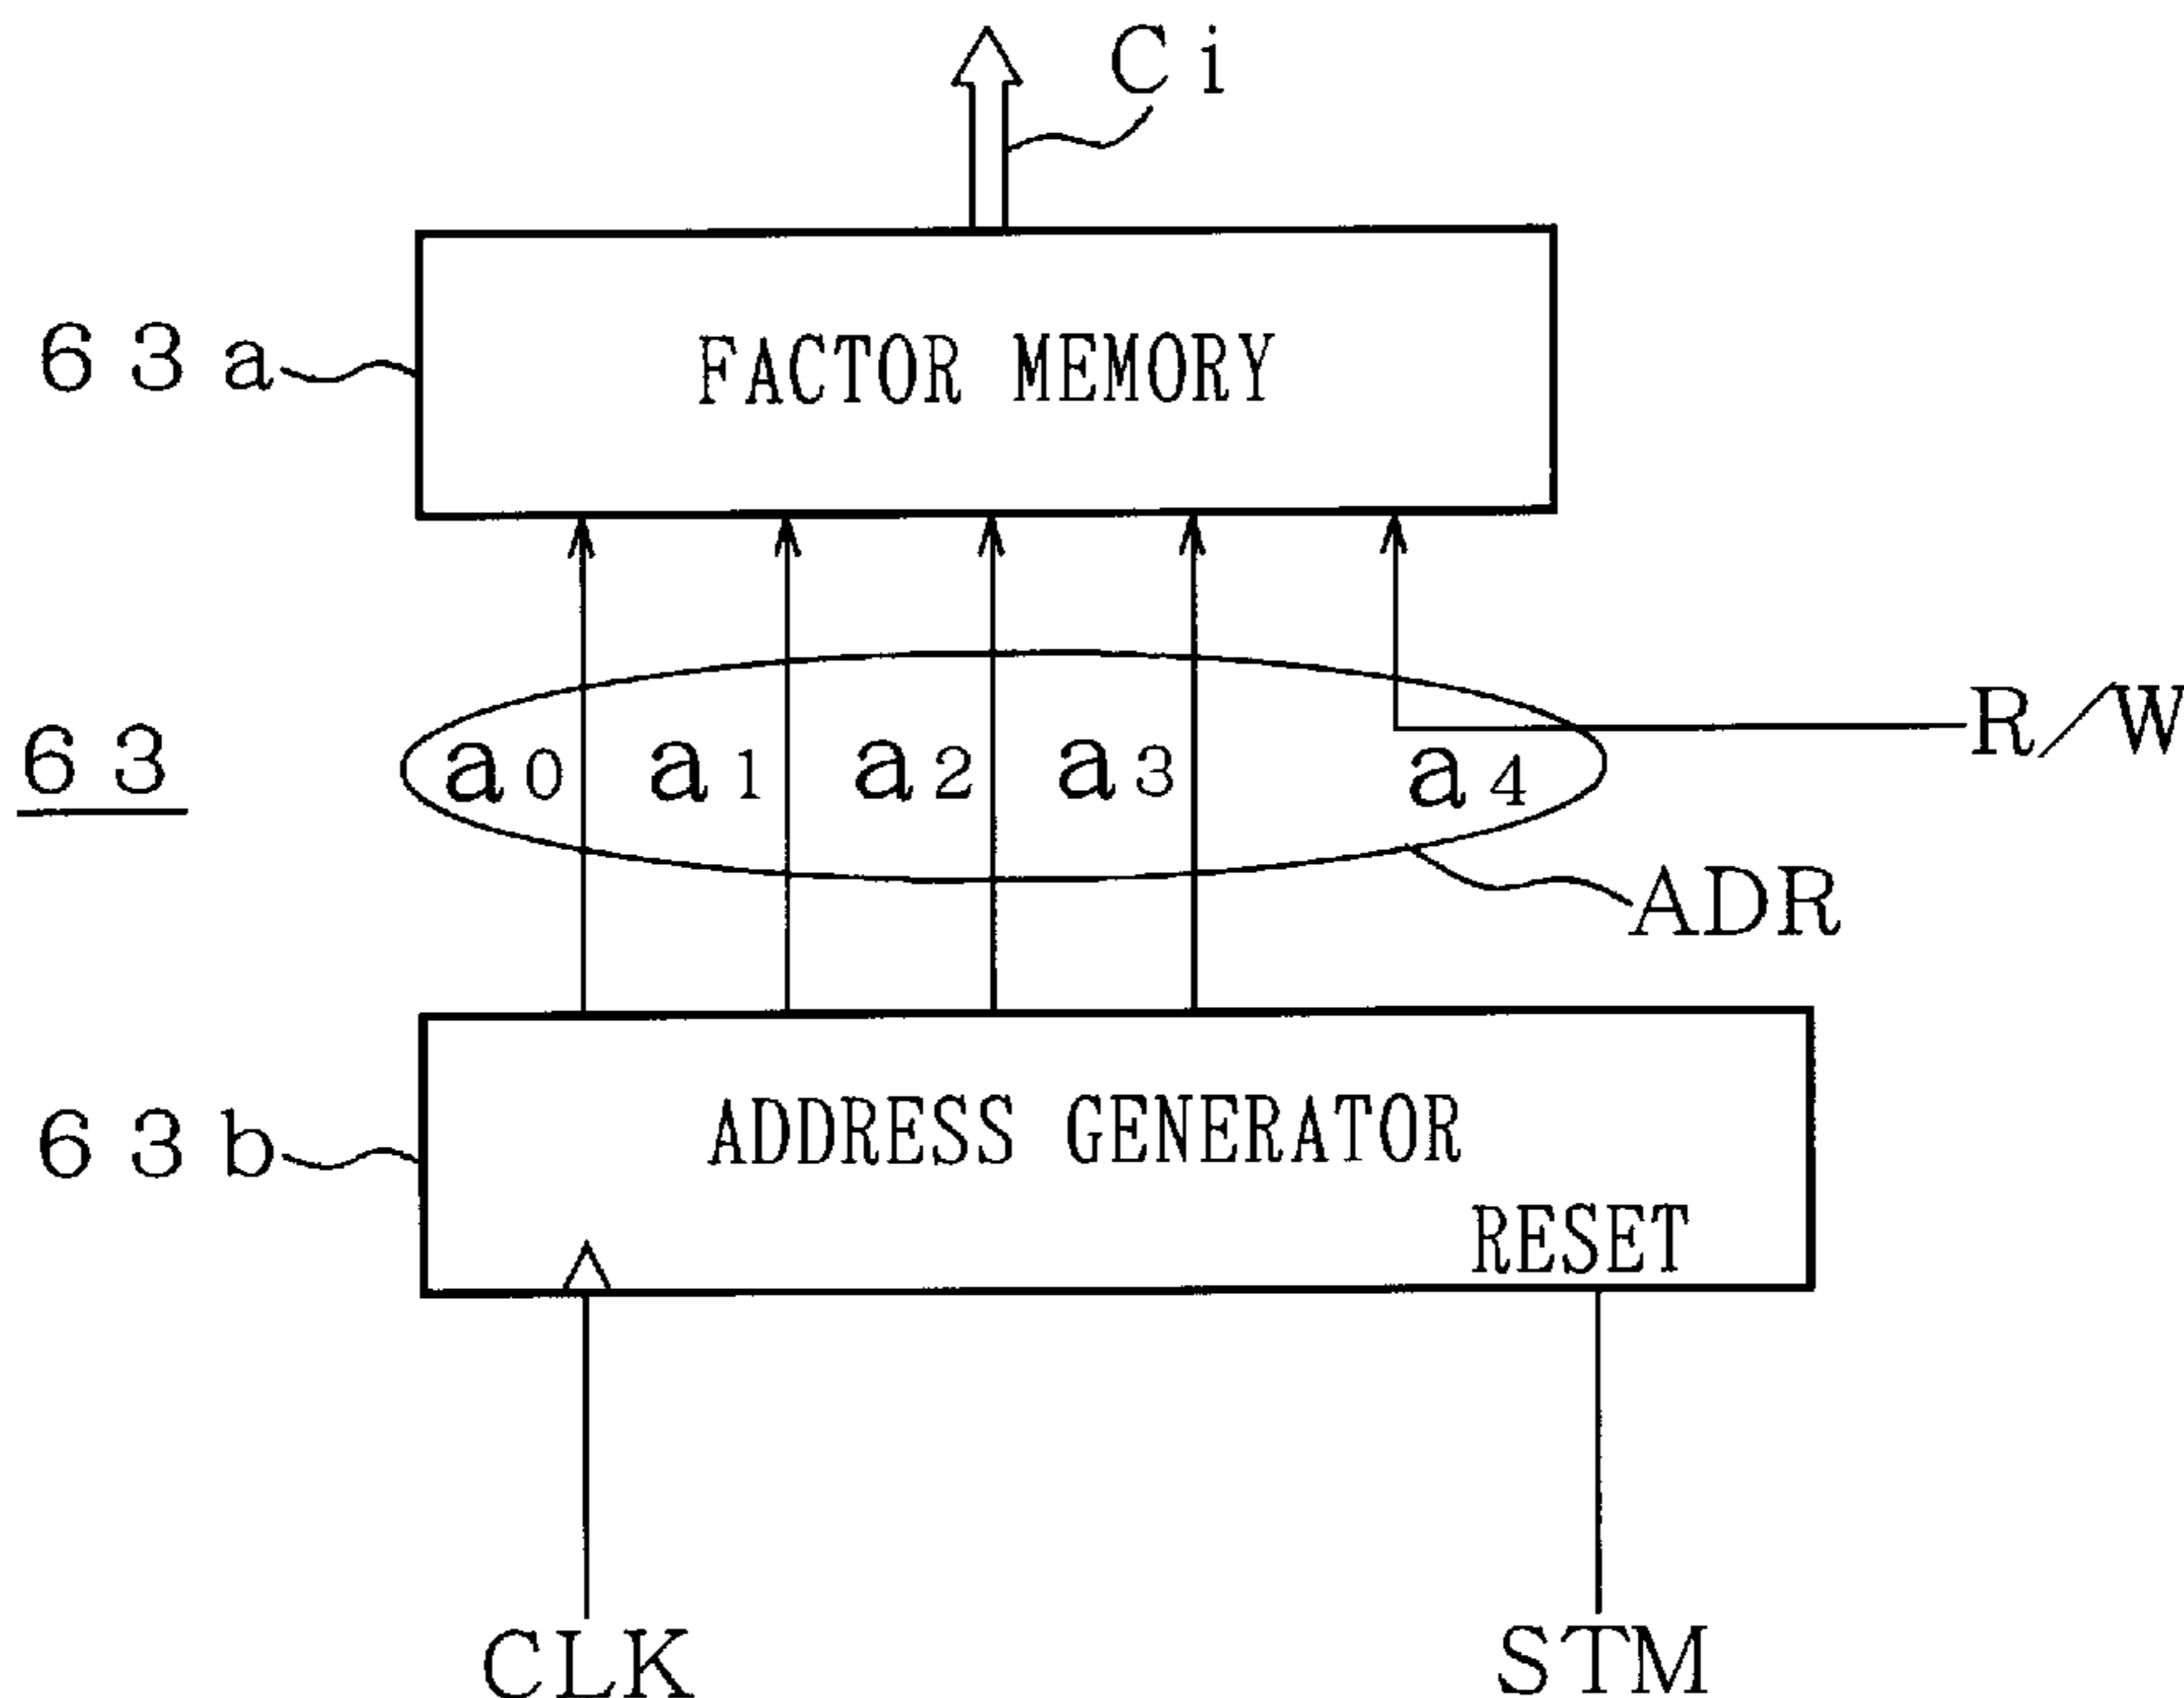 Ci
63a
FACTOR MEMORY
63
a0 a1 a2 a3 a4
R/W
ADR
63b
ADDRESS GENERATOR
RESET
CLK
STM